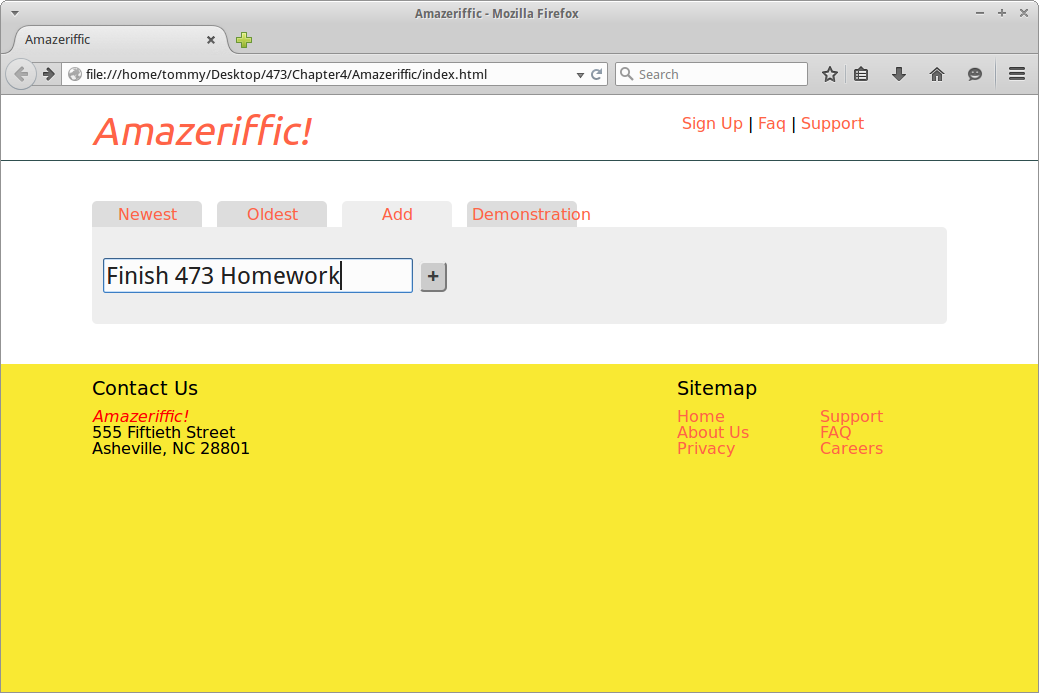 Amazeriffic - Mozilla Firefox
Amazeriffic
file:///home/tommy/Desktop/473/Chapter4/Amazeriffic/index.html
Search
Amazeriffic!
Sign Up | Faq | Support
Newest Oldest Add Demonstration
Finish 473 Homework +
Contact Us
Amazeriffic!
555 Fiftieth Street
Asheville, NC 28801
Sitemap
Home Support
About Us FAQ
Privacy Careers